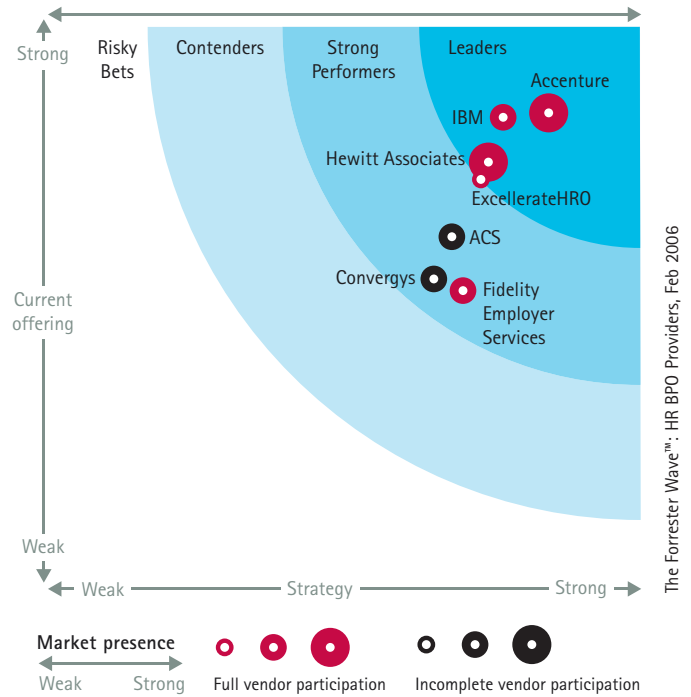 Strong
Risky
Bets
Contenders
Strong
Performers
Leaders
Accenture
IBM
Hewitt Associates
ExcellerateHRO
ACS
Convergys
Fidelity
Employer
Services
Current
offering
Weak
Weak
Strategy
Strong
The Forrester Wave™: HR BPO Providers, Feb 2006
Market presence
Weak
Strong
Full vendor participation
Incomplete vendor participation